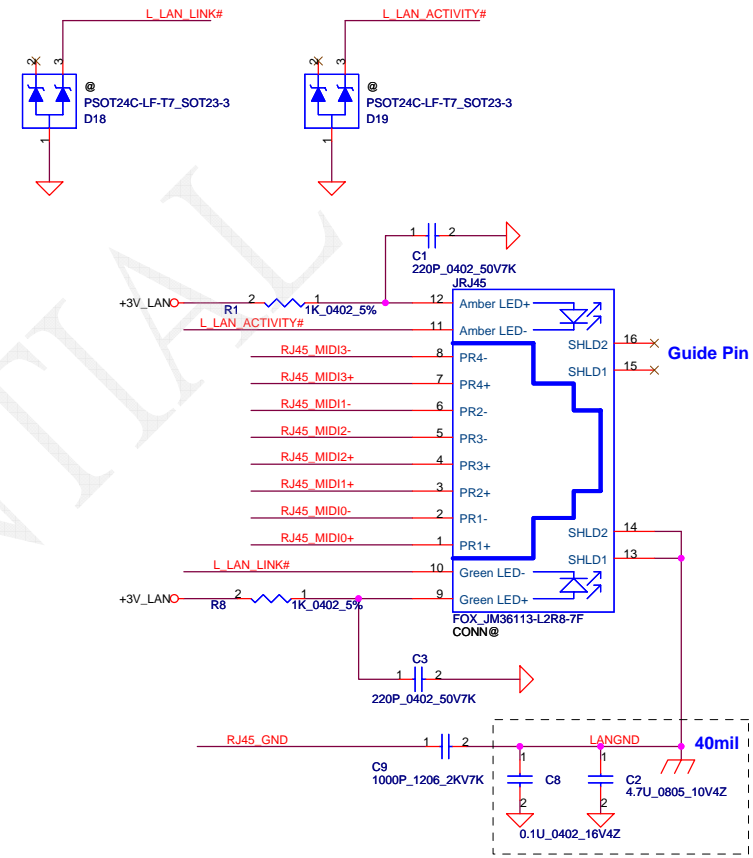 L_LAN_LINK# L_LAN_ACTIVITY#
2 3 2 3
@ @
PSOT24C-LF-T7_SOT23-3 PSOT24C-LF-T7_SOT23-3
D18 D19
1 1
1 2
C1
220P_0402_50V7K
JRJ45
+3V_LAN 2 1 12 Amber LED+
R1 1K_0402_5%
L_LAN_ACTIVITY# 11 Amber LED-
SHLD2 16
RJ45_MIDI3- 8 PR4- Guide Pin
SHLD1 15
RJ45_MIDI3+ 7 PR4+
RJ45_MIDI1- 6 PR2-
RJ45_MIDI2- 5 PR3-
RJ45_MIDI2+ 4 PR3+
RJ45_MIDI1+ 3 PR2+
RJ45_MIDI0- 2 PR1-
SHLD2 14
RJ45_MIDI0+ 1 PR1+
SHLD1 13
L_LAN_LINK# 10 Green LED-
+3V_LAN 2 1 9 Green LED+
R8 1K_0402_5%
FOX_JM36113-L2R8-7F
CONN@
C3
1 2
220P_0402_50V7K
RJ45_GND 1 2 LANGND 40mil
C9
1000P_1206_2KV7K
1 1
C8 C2
4.7U_0805_10V4Z
2 2
0.1U_0402_16V4Z
NTIAL